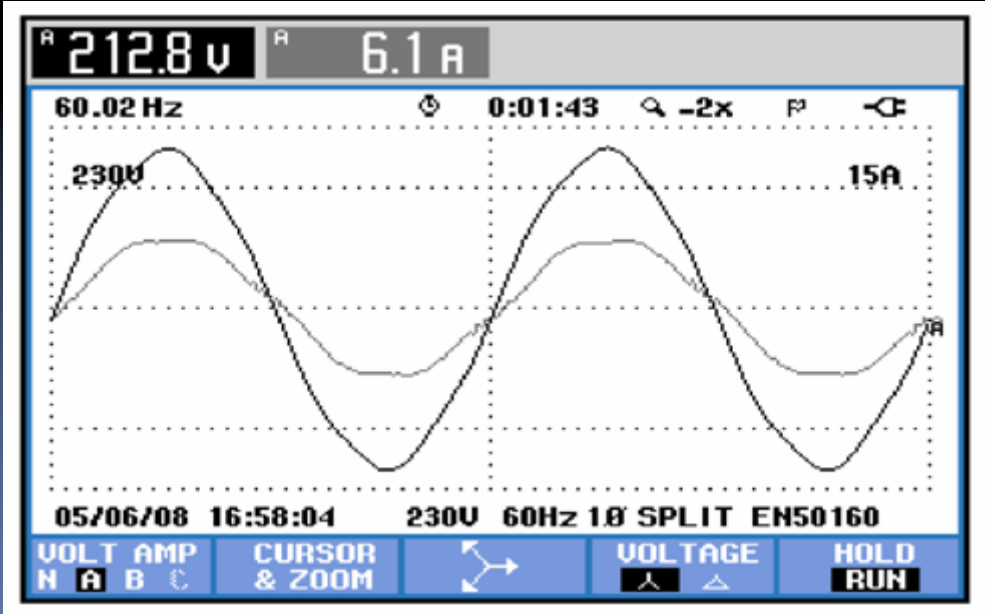 A 212.8 V A 6.1 A
60.02 Hz 0:01:43 -2x
230V 15A
A
05/06/08 16:58:04 230V 60Hz 1Ø SPLIT EN50160
VOLT AMP CURSOR VOLTAGE HOLD
N A B C & ZOOM RUN